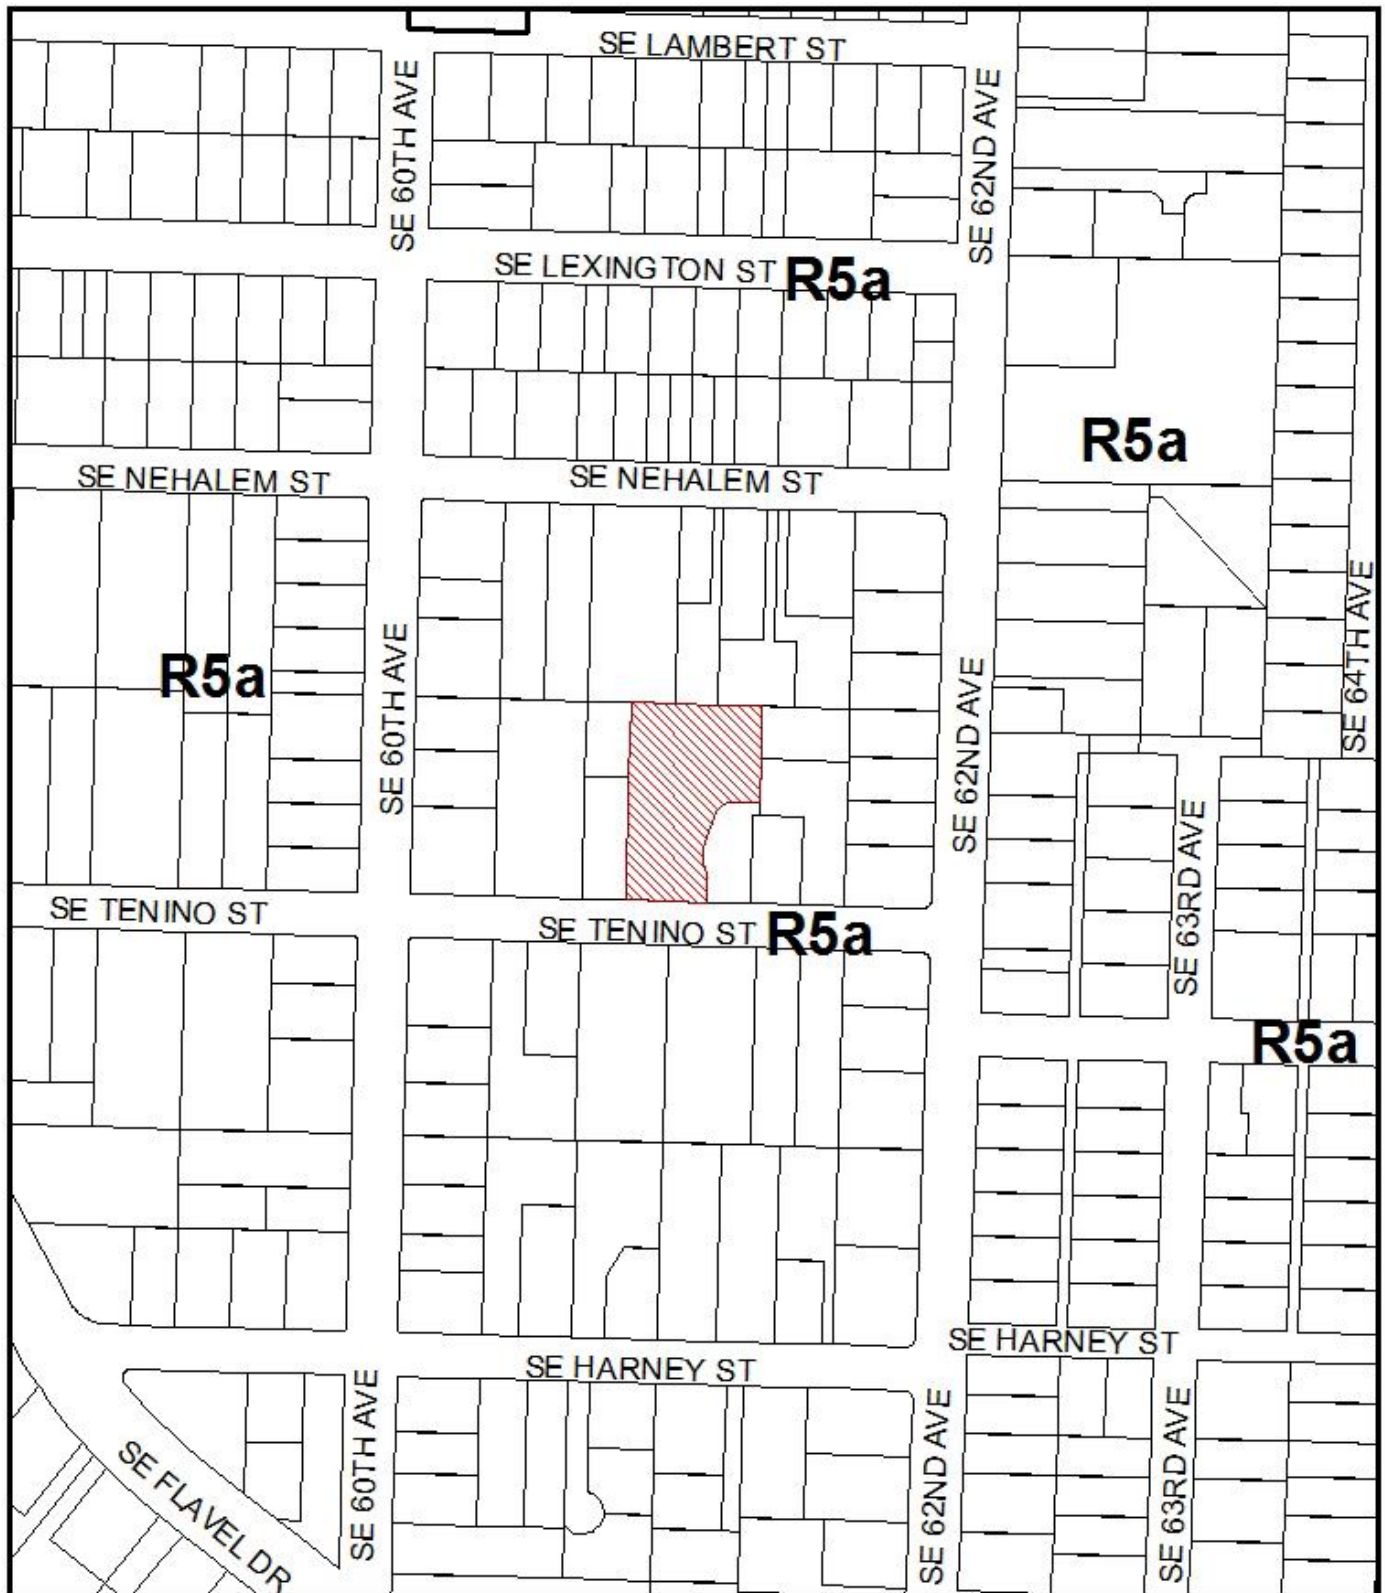 SE LAMBERT ST
SE 60TH AVE
SE 62ND AVE
SE LEXINGTON ST
R5a
R5a
SE NEHALEM ST
SE NEHALEM ST
R5a
SE 60TH AVE
SE 62ND AVE
SE 64TH AVE
SE 63RD AVE
SE TENINO ST
SE TENINO ST
R5a
R5a
SE HARNEY ST
SE HARNEY ST
SE FLAVEL DR
SE 60TH AVE
SE 62ND AVE
SE 63RD AVE